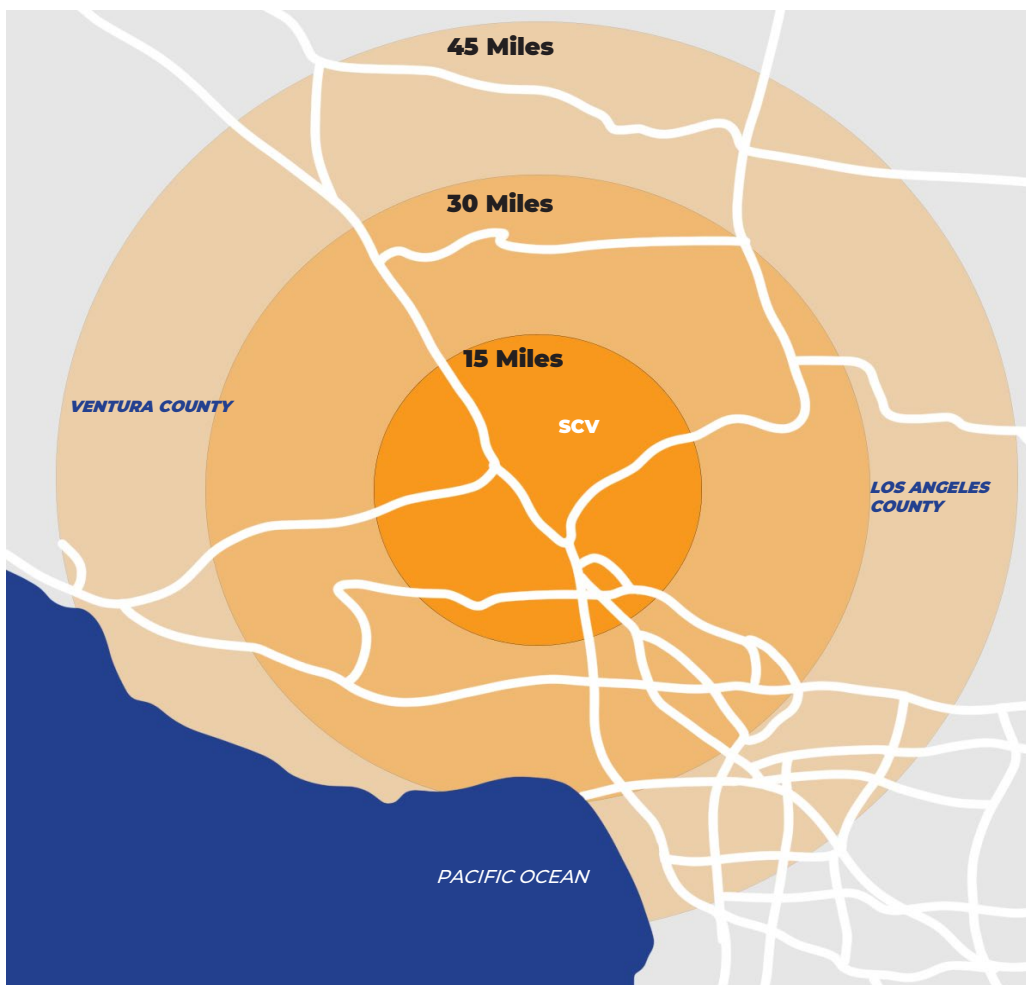 45 Miles
30 Miles
15 Miles
VENTURA COUNTY
SCV
LOS ANGELES
COUNTY
PACIFIC OCEAN